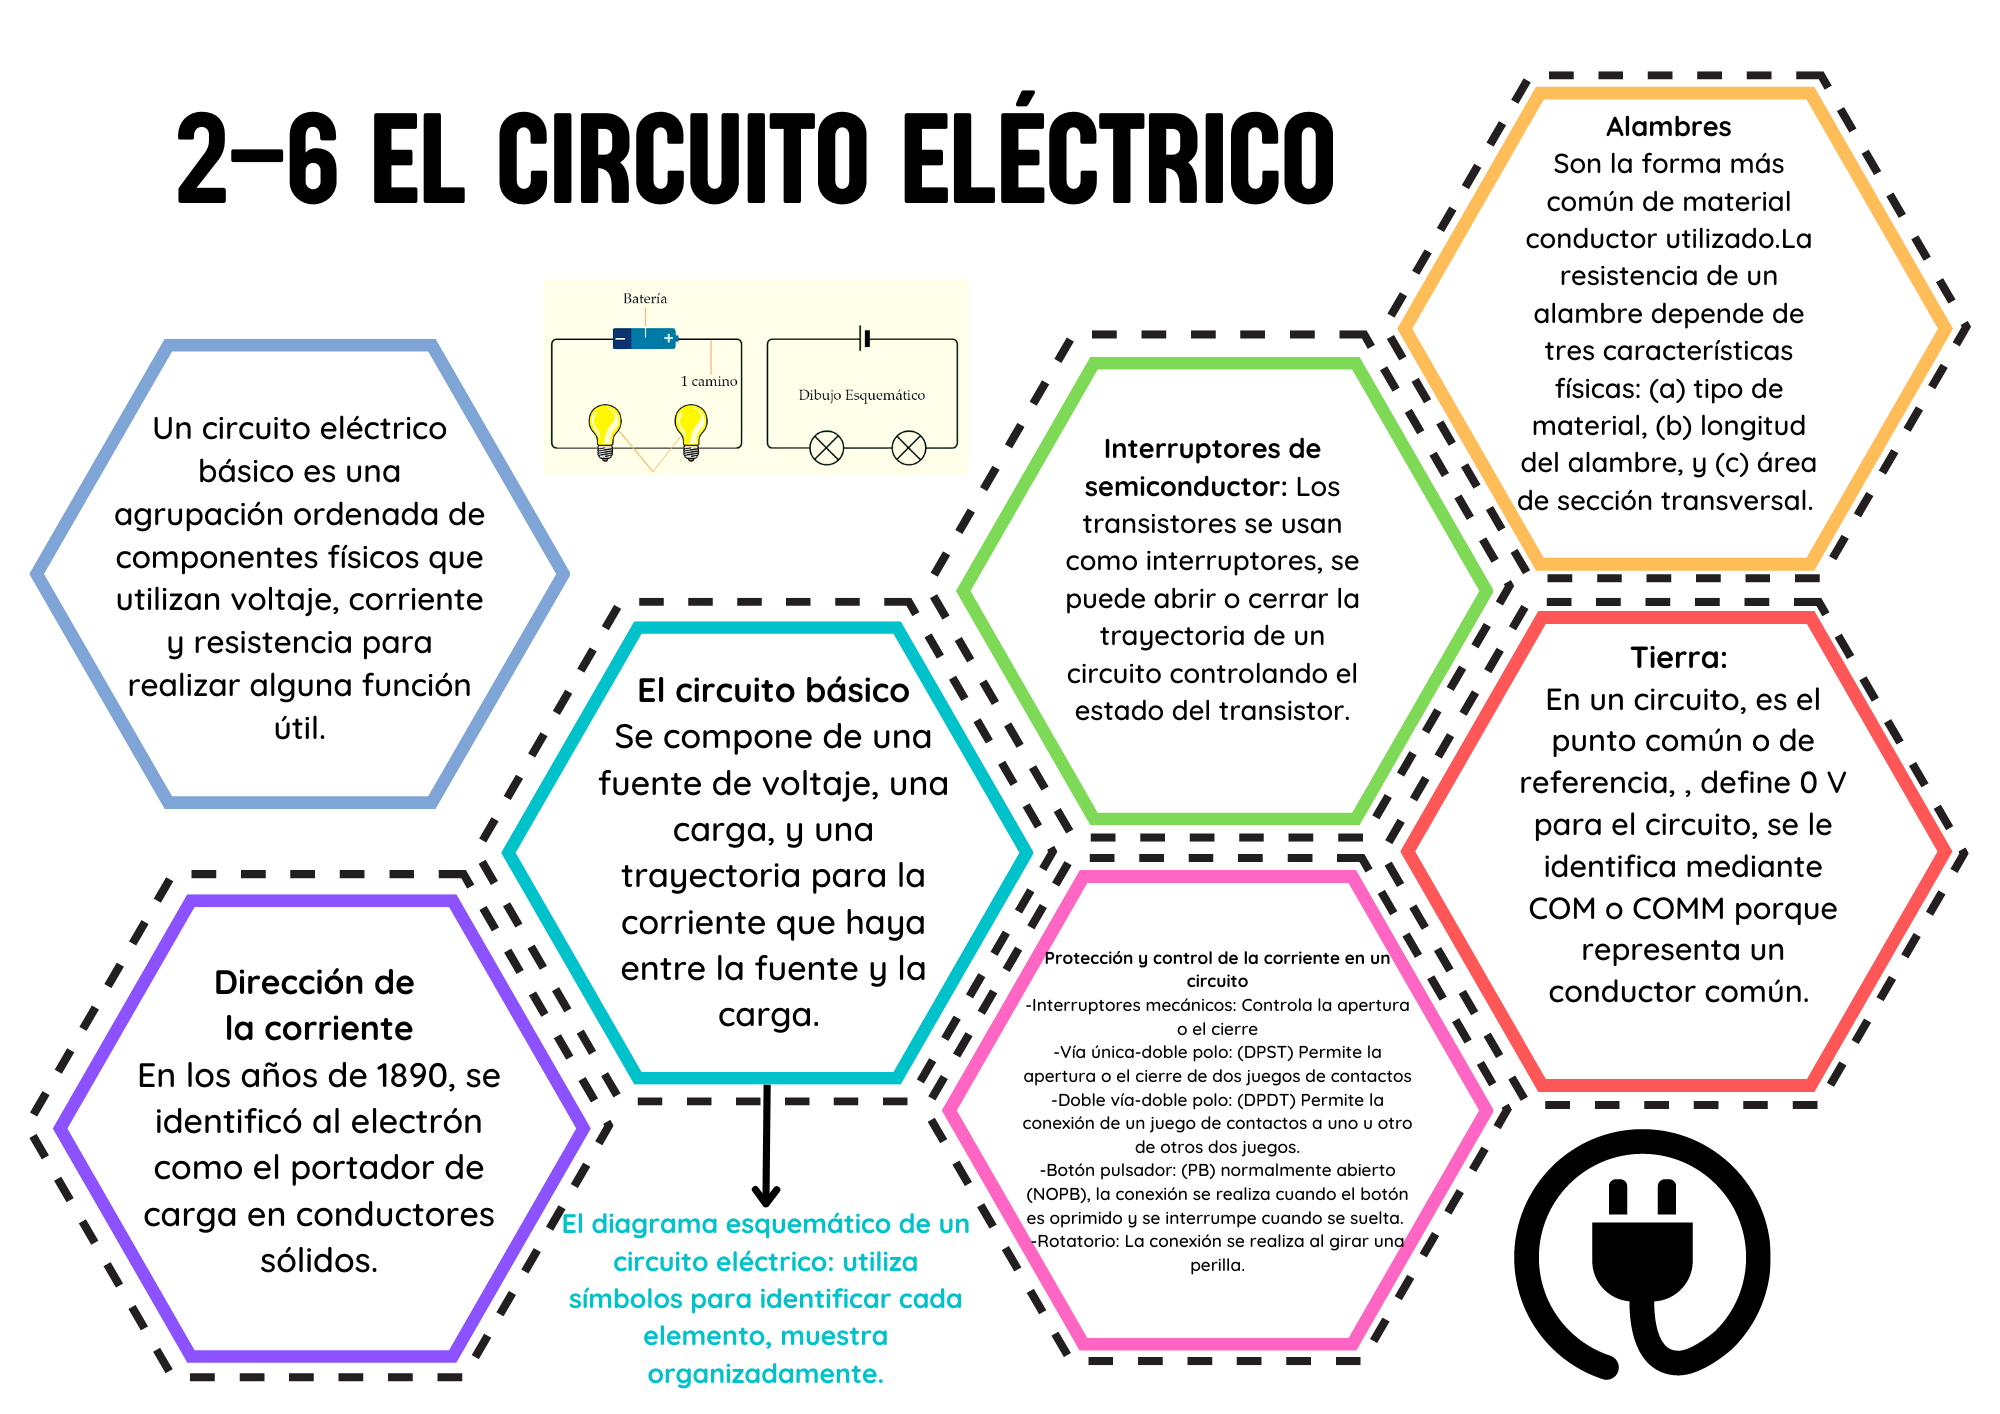 2–6 EL CIRCUITO ELÉCTRICO
Batería
1 camino
Dibujo Esquemático
Un circuito eléctrico
básico es una
agrupación ordenada de
componentes físicos que
utilizan voltaje, corriente
y resistencia para
realizar alguna función
útil.
Dirección de
la corriente
En los años de 1890, se
identificó al electrón
como el portador de
carga en conductores
sólidos.
El circuito básico
Se compone de una
fuente de voltaje, una
carga, y una
trayectoria para la
corriente que haya
entre la fuente y la
carga.
El diagrama esquemático de un
circuito eléctrico: utiliza
símbolos para identificar cada
elemento, muestra
organizadamente.
Interruptores de
semiconductor: Los
transistores se usan
como interruptores, se
puede abrir o cerrar la
trayectoria de un
circuito controlando el
estado del transistor.
Protección y control de la corriente en un
circuito
-Interruptores mecánicos: Controla la apertura
o el cierre
-Vía única-doble polo: (DPST) Permite la
apertura o el cierre de dos juegos de contactos
-Doble vía-doble polo: (DPDT) Permite la
conexión de un juego de contactos a uno u otro
de otros dos juegos.
-Botón pulsador: (PB) normalmente abierto
(NOPB), la conexión se realiza cuando el botón
es oprimido y se interrumpe cuando se suelta.
-Rotatorio: La conexión se realiza al girar una
perilla.
Alambres
Son la forma más
común de material
conductor utilizado.La
resistencia de un
alambre depende de
tres características
físicas: (a) tipo de
material, (b) longitud
del alambre, y (c) área
de sección transversal.
Tierra:
En un circuito, es el
punto común o de
referencia, , define 0 V
para el circuito, se le
identifica mediante
COM o COMM porque
representa un
conductor común.